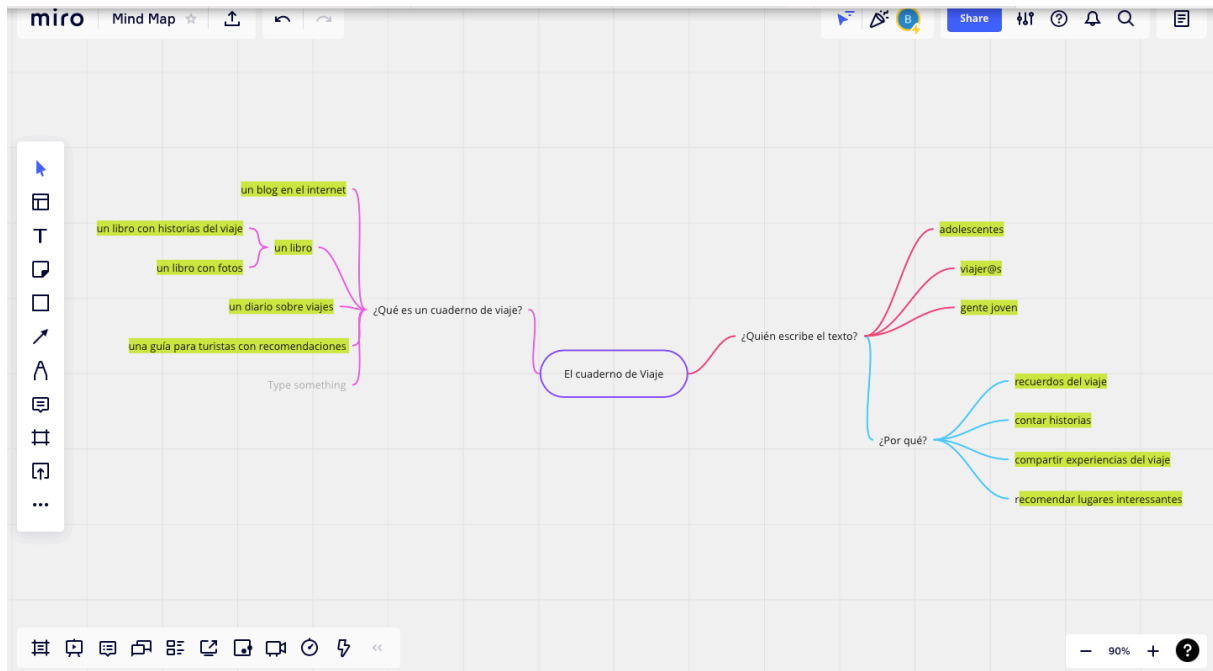 miro
Mind Map
B
Share
un blog en el internet
un libro con historias del viaje
un libro
un libro con fotos
un diario sobre viajes
¿Qué es un cuaderno de viaje?
una guía para turistas con recomendaciones
Type something
El cuaderno de Viaje
¿Quién escribe el texto?
adolescentes
viajer@s
gente joven
¿Por qué?
recuerdos del viaje
contar historias
compartir experiencias del viaje
recomendar lugares interessantes
90%